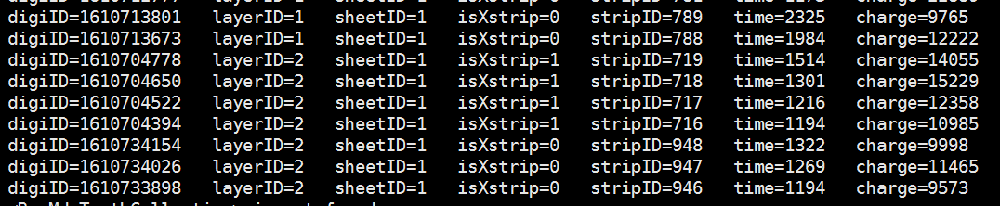 digiID=1610713801   layerID=1   sheetID=1   isXstrip=0   stripID=789   time=2325   charge=9765
digiID=1610713673   layerID=1   sheetID=1   isXstrip=0   stripID=788   time=1984   charge=12222
digiID=1610704778   layerID=2   sheetID=1   isXstrip=1   stripID=719   time=1514   charge=14055
digiID=1610704650   layerID=2   sheetID=1   isXstrip=1   stripID=718   time=1301   charge=15229
digiID=1610704522   layerID=2   sheetID=1   isXstrip=1   stripID=717   time=1216   charge=12358
digiID=1610704394   layerID=2   sheetID=1   isXstrip=1   stripID=716   time=1194   charge=10985
digiID=1610734154   layerID=2   sheetID=1   isXstrip=0   stripID=948   time=1322   charge=9998
digiID=1610734026   layerID=2   sheetID=1   isXstrip=0   stripID=947   time=1269   charge=11465
digiID=1610733898   layerID=2   sheetID=1   isXstrip=0   stripID=946   time=1194   charge=9573